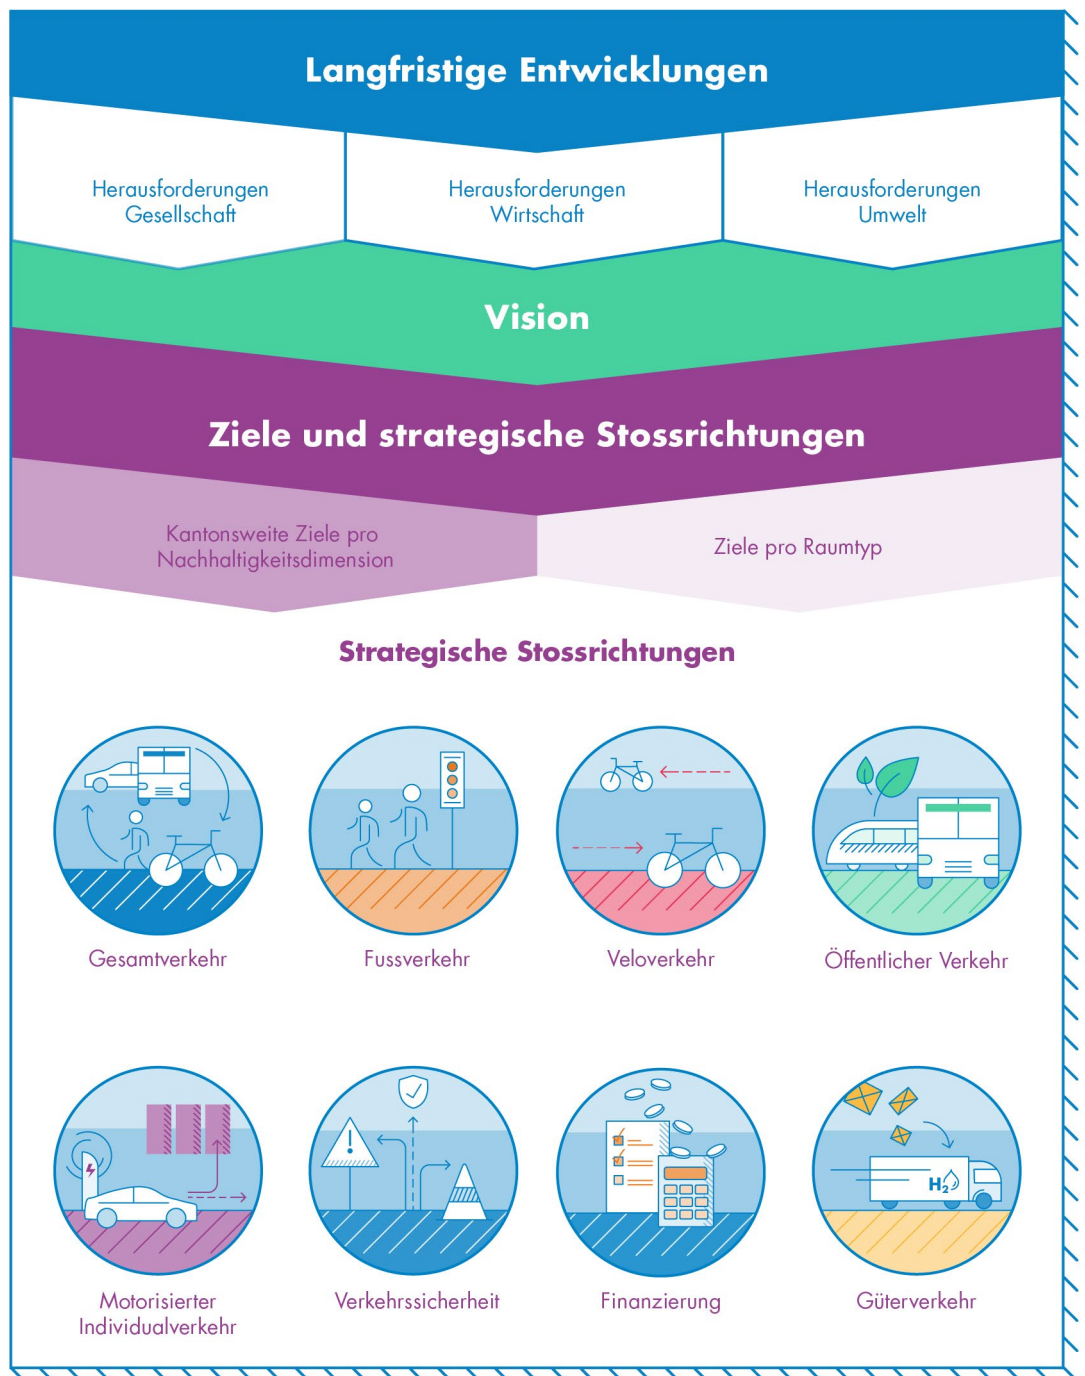 Langfristige Entwicklungen
Herausforderungen
Gesellschaft
Herausforderungen
Wirtschaft
Herausforderungen
Umwelt
Vision
Ziele und strategische Stossrichtungen
Kantonsweite Ziele pro
Nachhaltigkeitsdimension
Ziele pro Raumtyp
Strategische Stossrichtungen
Gesamtverkehr
Fussverkehr
Veloverkehr
Öffentlicher Verkehr
H2
Motorisierter
Individualverkehr
Verkehrssicherheit
Finanzierung
Güterverkehr